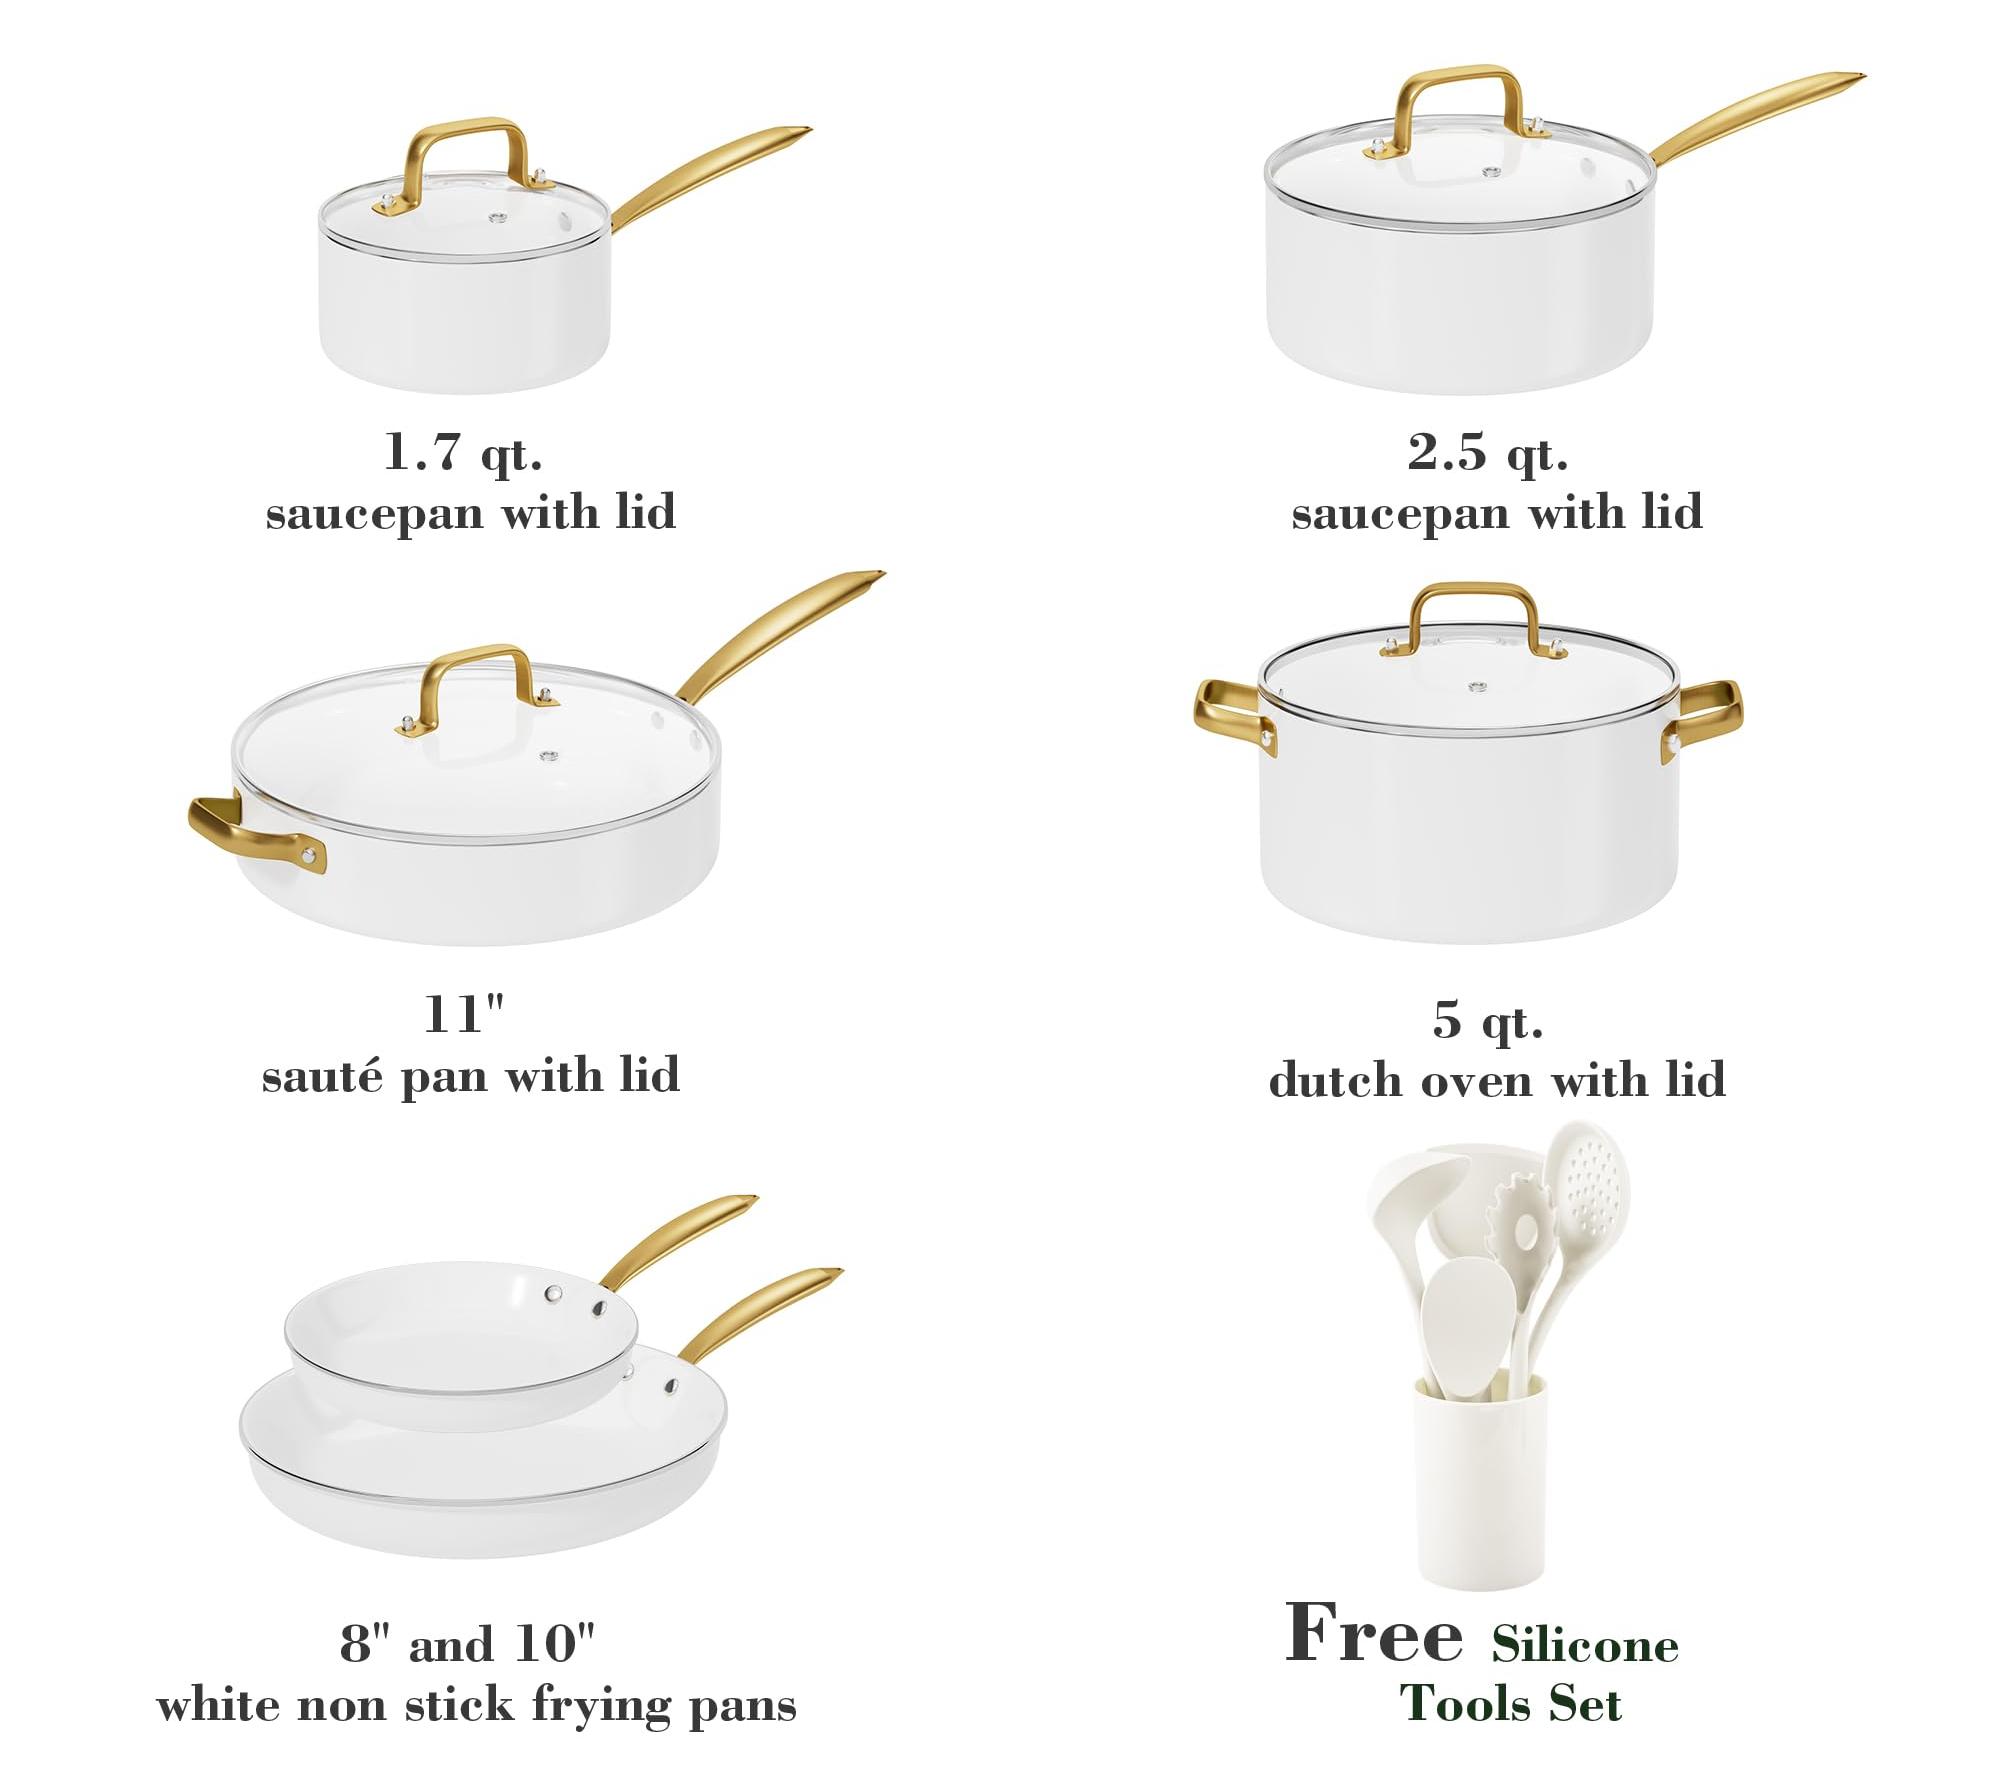 1.7 qt.
saucepan with lid
2.5 qt.
saucepan with lid
11"
sauté pan with lid
5 qt.
dutch oven with lid
8" and 10"
white non stick frying pans
Free Silicone
Tools Set